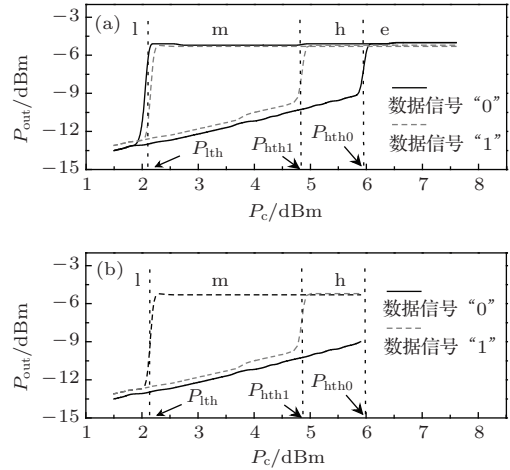 (a)
l
m
h
e
−3
−6
−9
−12
−15
P_out/dBm
数据信号 “0”
数据信号 “1”
P_lth
P_hth1
P_hth0
1 2 3 4 5 6 7 8
P_c/dBm
(b)
l
m
h
−3
−6
−9
−12
−15
P_out/dBm
数据信号 “0”
数据信号 “1”
P_lth
P_hth1
P_hth0
1 2 3 4 5 6 7 8
P_c/dBm